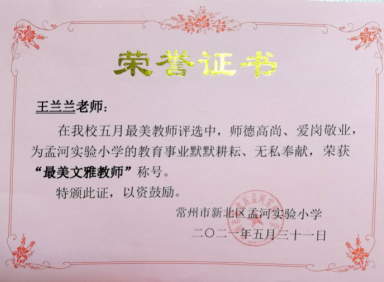 荣誉证书
王兰兰老师：
在我校五月最美教师评选中，师德高尚、爱岗敬业，
为孟河实验小学的教育事业默默耕耘、无私奉献，荣获
“最美文雅教师”称号。
特颁此证，以资鼓励。
常州市新北区孟河实验小学
二〇二一年五月三十一日